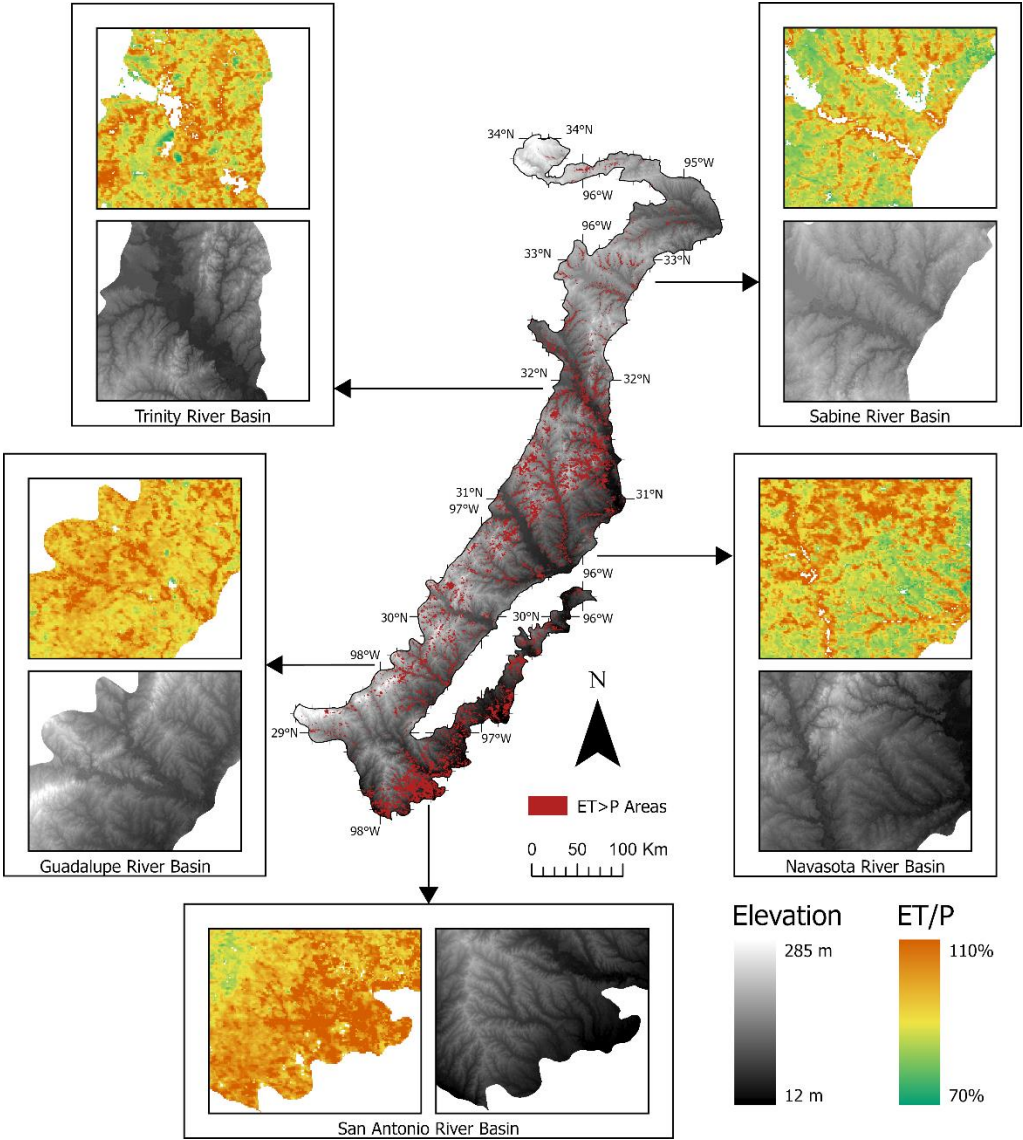 34°N
34°N
95°W
96°W
96°W
33°N
33°N
32°N
32°N
Trinity River Basin
Sabine River Basin
31°N
31°N
97°W
96°W
30°N
30°N
96°W
98°W
29°N
97°W
N
ET>P Areas
98°W
0 50 100 Km
Guadalupe River Basin
Navasota River Basin
Elevation
285 m
12 m
ET/P
110%
70%
San Antonio River Basin